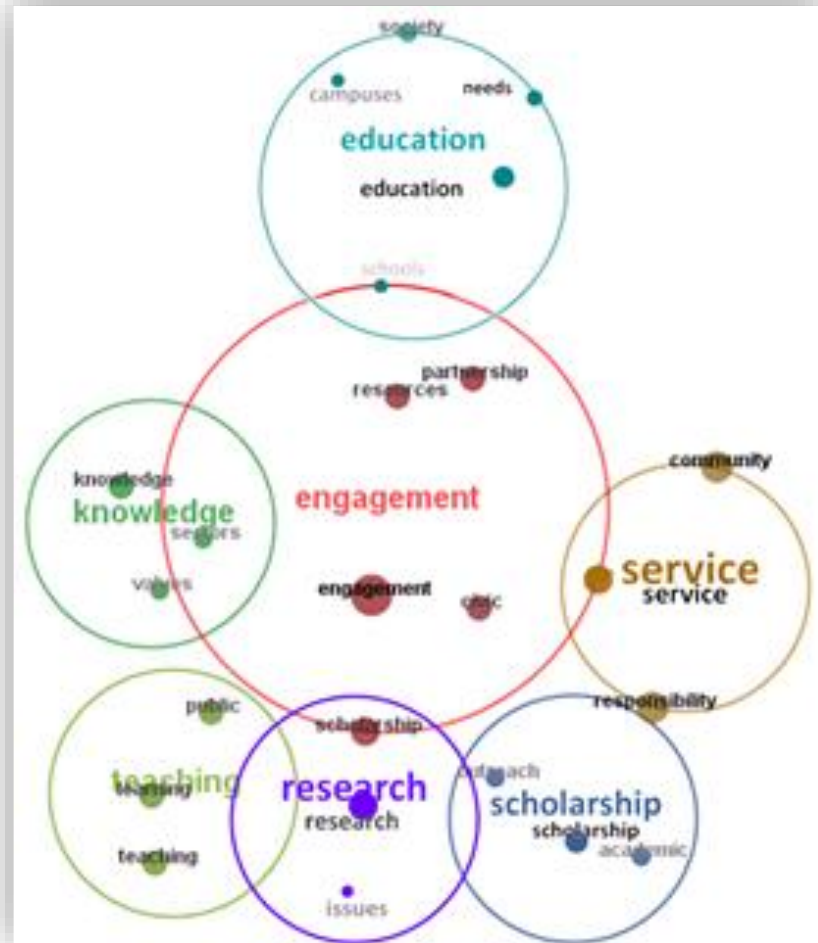 society
campuses
needs
education
education
schools
partnership
resources
community
knowledge
knowledge
engagement
sectors
service
service
values
engagement
civic
responsibility
public
scholarship
outreach
teaching
learning
research
scholarship
research
scholarship
academic
teaching
issues